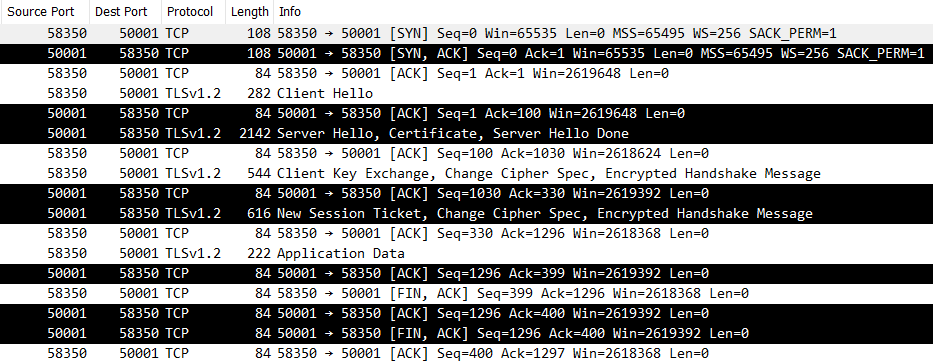 Source Port Dest Port Protocol Length Info
58350 50001 TCP 108 58350 → 50001 [SYN] Seq=0 Win=65535 Len=0 MSS=65495 WS=256 SACK_PERM=1
50001 58350 TCP 108 50001 → 58350 [SYN, ACK] Seq=0 Ack=1 Win=65535 Len=0 MSS=65495 WS=256 SACK_PERM=1
58350 50001 TCP 84 58350 → 50001 [ACK] Seq=1 Ack=1 Win=2619648 Len=0
58350 50001 TLSv1.2 282 Client Hello
50001 58350 TCP 84 50001 → 58350 [ACK] Seq=1 Ack=100 Win=2619648 Len=0
50001 58350 TLSv1.2 2142 Server Hello, Certificate, Server Hello Done
58350 50001 TCP 84 58350 → 50001 [ACK] Seq=100 Ack=1030 Win=2618624 Len=0
58350 50001 TLSv1.2 544 Client Key Exchange, Change Cipher Spec, Encrypted Handshake Message
50001 58350 TCP 84 50001 → 58350 [ACK] Seq=1030 Ack=330 Win=2619392 Len=0
50001 58350 TLSv1.2 616 New Session Ticket, Change Cipher Spec, Encrypted Handshake Message
58350 50001 TCP 84 58350 → 50001 [ACK] Seq=330 Ack=1296 Win=2618368 Len=0
58350 50001 TLSv1.2 222 Application Data
50001 58350 TCP 84 50001 → 58350 [ACK] Seq=1296 Ack=399 Win=2619392 Len=0
58350 50001 TCP 84 58350 → 50001 [FIN, ACK] Seq=399 Ack=1296 Win=2618368 Len=0
50001 58350 TCP 84 50001 → 58350 [ACK] Seq=1296 Ack=400 Win=2619392 Len=0
50001 58350 TCP 84 50001 → 58350 [FIN, ACK] Seq=1296 Ack=400 Win=2619392 Len=0
58350 50001 TCP 84 58350 → 50001 [ACK] Seq=400 Ack=1297 Win=2618368 Len=0